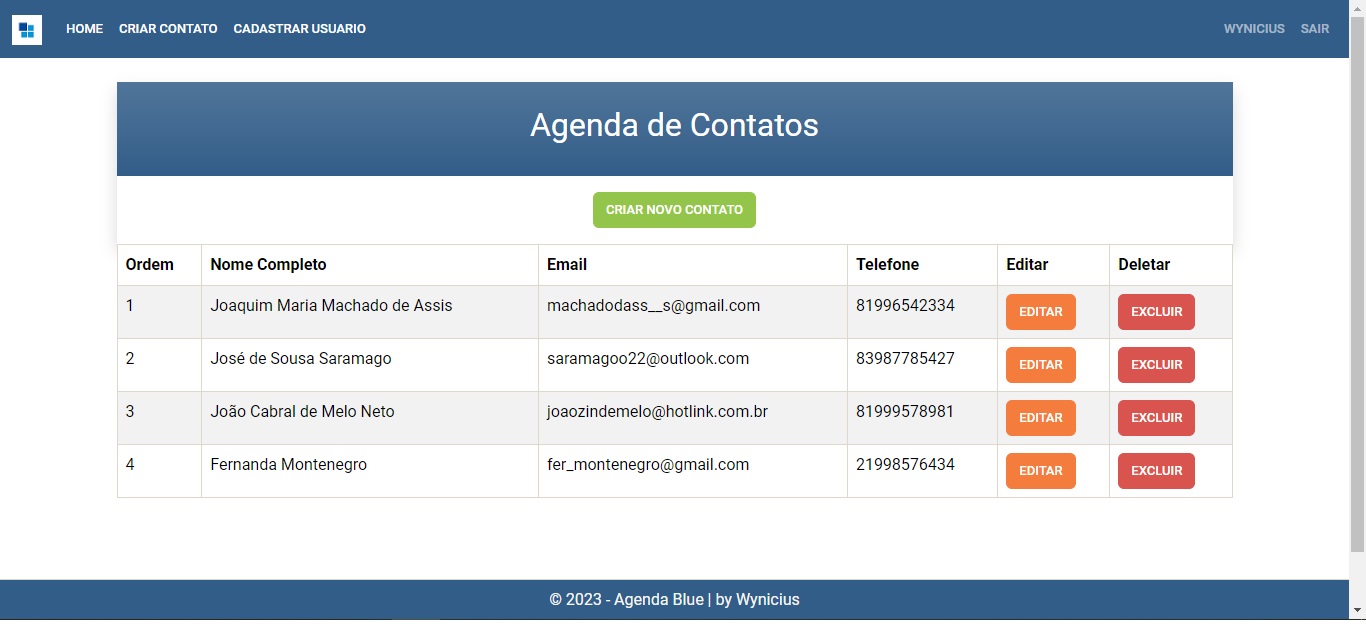 HOME CRIAR CONTATO CADASTRAR USUARIO WYNICIUS SAIR
Agenda de Contatos
CRIAR NOVO CONTATO
Ordem Nome Completo Email Telefone Editar Deletar
1 Joaquim Maria Machado de Assis machadodass__s@gmail.com 81996542334 EDITAR EXCLUIR
2 José de Sousa Saramago saramagoo22@outlook.com 83987785427 EDITAR EXCLUIR
3 João Cabral de Melo Neto joaozindemelo@hotlink.com.br 81999578981 EDITAR EXCLUIR
4 Fernanda Montenegro fer_montenegro@gmail.com 21998576434 EDITAR EXCLUIR
© 2023 - Agenda Blue | by Wynicius